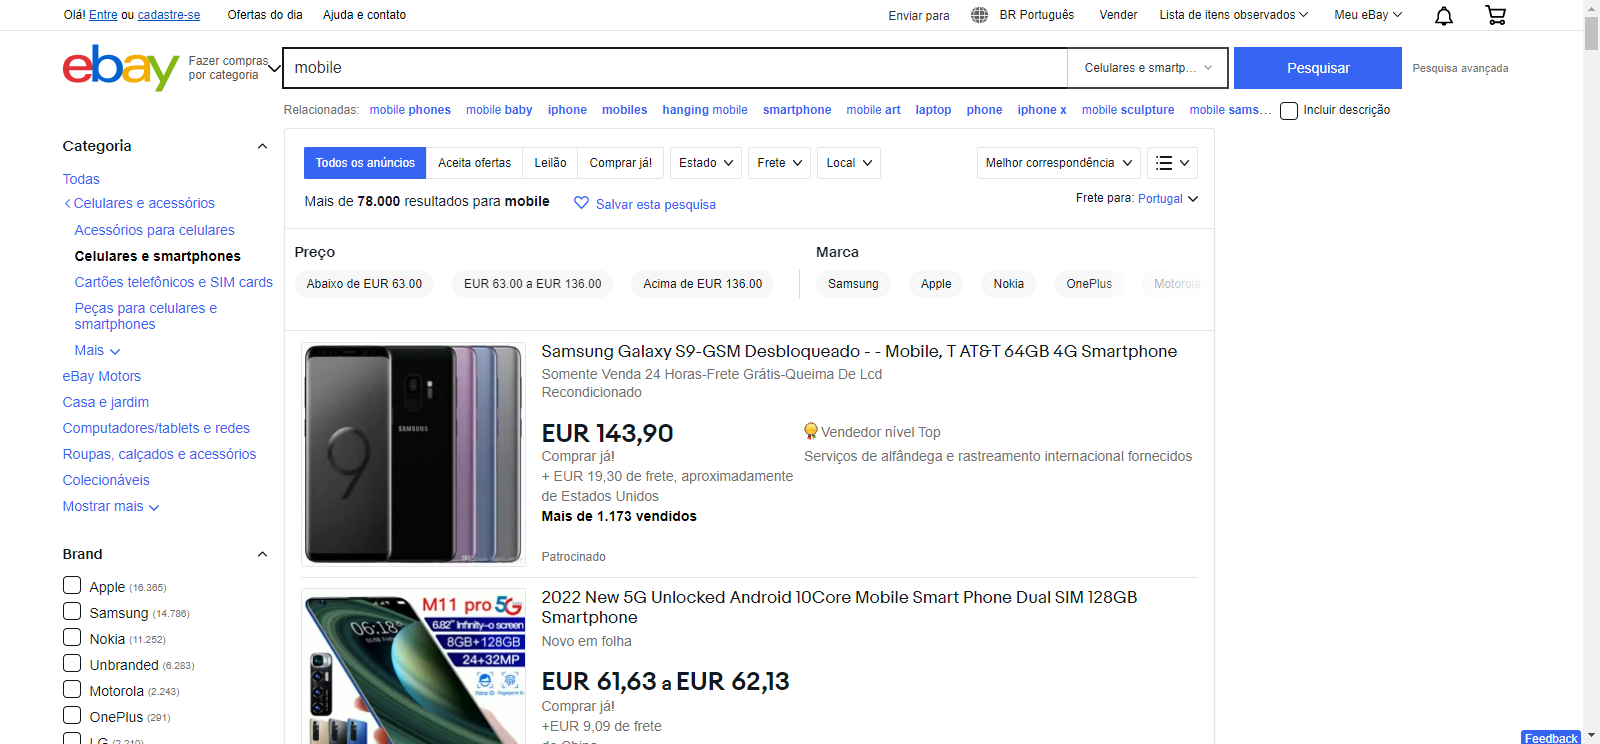 Olá! Entre ou cadastre-se
Ofertas do dia
Ajuda e contato
Enviar para
BR Português
Vender
Lista de itens observados
Meu eBay
ebay
Fazer compras
por categoria
mobile
Celulares e smartp...
Pesquisar
Pesquisa avançada
Relacionadas: mobile phones mobile baby iphone mobiles hanging mobile smartphone mobile art laptop phone iphone x mobile sculpture mobile sams...
Incluir descrição
Categoria
Todas
Celulares e acessórios
Acessórios para celulares
Celulares e smartphones
Cartões telefônicos e SIM cards
Peças para celulares e
smartphones
Mais
eBay Motors
Casa e jardim
Computadores/tablets e redes
Roupas, calçados e acessórios
Colecionáveis
Mostrar mais
Brand
Apple (16.365)
Samsung (14.786)
Nokia (11.252)
Unbranded (6.283)
Motorola (2.243)
OnePlus (291)
LG (2.210)
Todos os anúncios
Aceita ofertas
Leilão
Comprar já!
Estado
Frete
Local
Melhor correspondência
Mais de 78.000 resultados para mobile
Salvar esta pesquisa
Frete para: Portugal
Preço
Abaixo de EUR 63.00
EUR 63.00 a EUR 136.00
Acima de EUR 136.00
Marca
Samsung
Apple
Nokia
OnePlus
Motorola
SAMSUNG
9
Samsung Galaxy S9-GSM Desbloqueado - - Mobile, T AT&T 64GB 4G Smartphone
Somente Venda 24 Horas-Frete Grátis-Queima De Lcd
Recondicionado
EUR 143,90
Comprar já!
+ EUR 19,30 de frete, aproximadamente
de Estados Unidos
Mais de 1.173 vendidos
Patrocinado
Vendedor nível Top
Serviços de alfândega e rastreamento internacional fornecidos
M11 pro 5G
6.82" Infinity-o screen
8GB+128GB
24+32MP
Face ID
06:18
2022 New 5G Unlocked Android 10Core Mobile Smart Phone Dual SIM 128GB
Smartphone
Novo em folha
EUR 61,63 a EUR 62,13
Comprar já!
+EUR 9,09 de frete
de China
Feedback